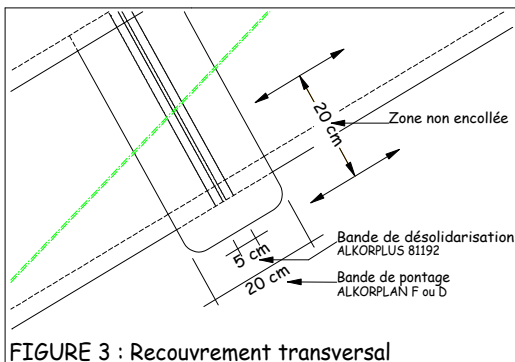 20 cm
Zone non encollée
Bande de désolidarisation
ALKORPLUS 81192
5 cm
20 cm
Bande de pontage
ALKORPLAN F ou D
FIGURE 3 : Recouvrement transversal